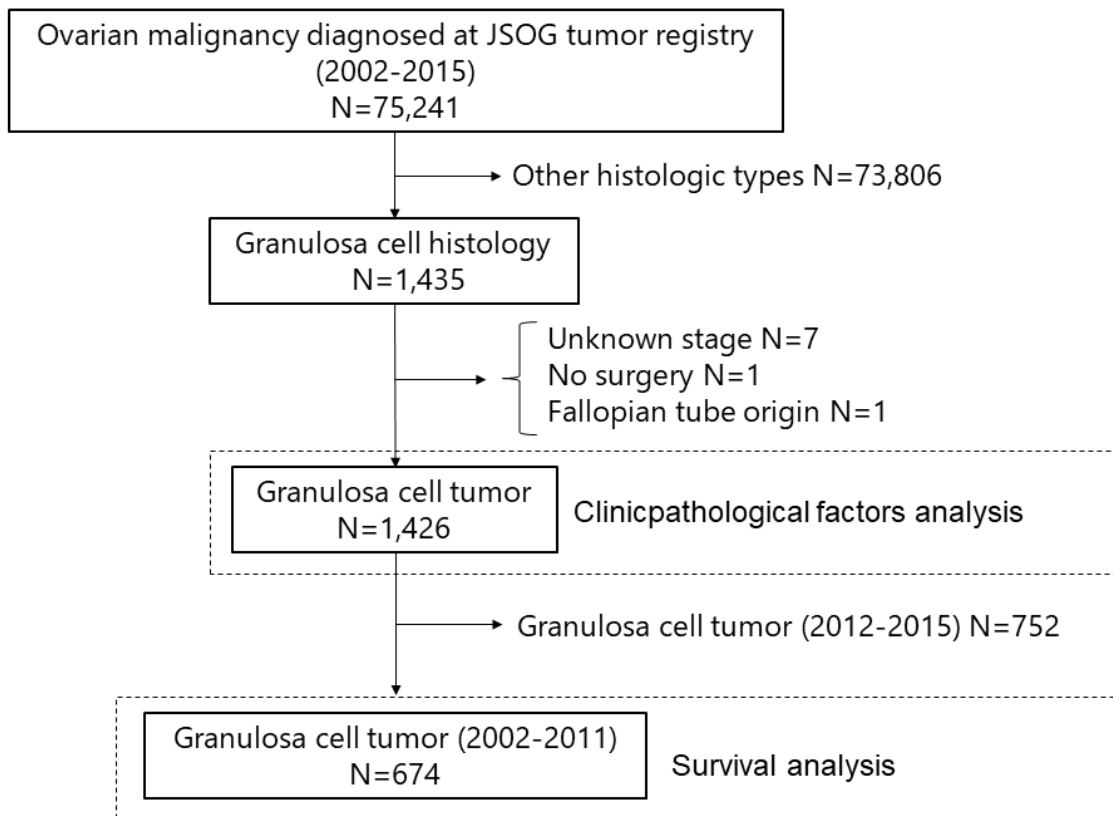 Ovarian malignancy diagnosed at JSOG tumor registry
(2002-2015)
N=75,241
Other histologic types N=73,806
Granulosa cell histology
N=1,435
Unknown stage N=7
No surgery N=1
Fallopian tube origin N=1
Granulosa cell tumor
N=1,426
Clinicpathological factors analysis
Granulosa cell tumor (2012-2015) N=752
Granulosa cell tumor (2002-2011)
N=674
Survival analysis